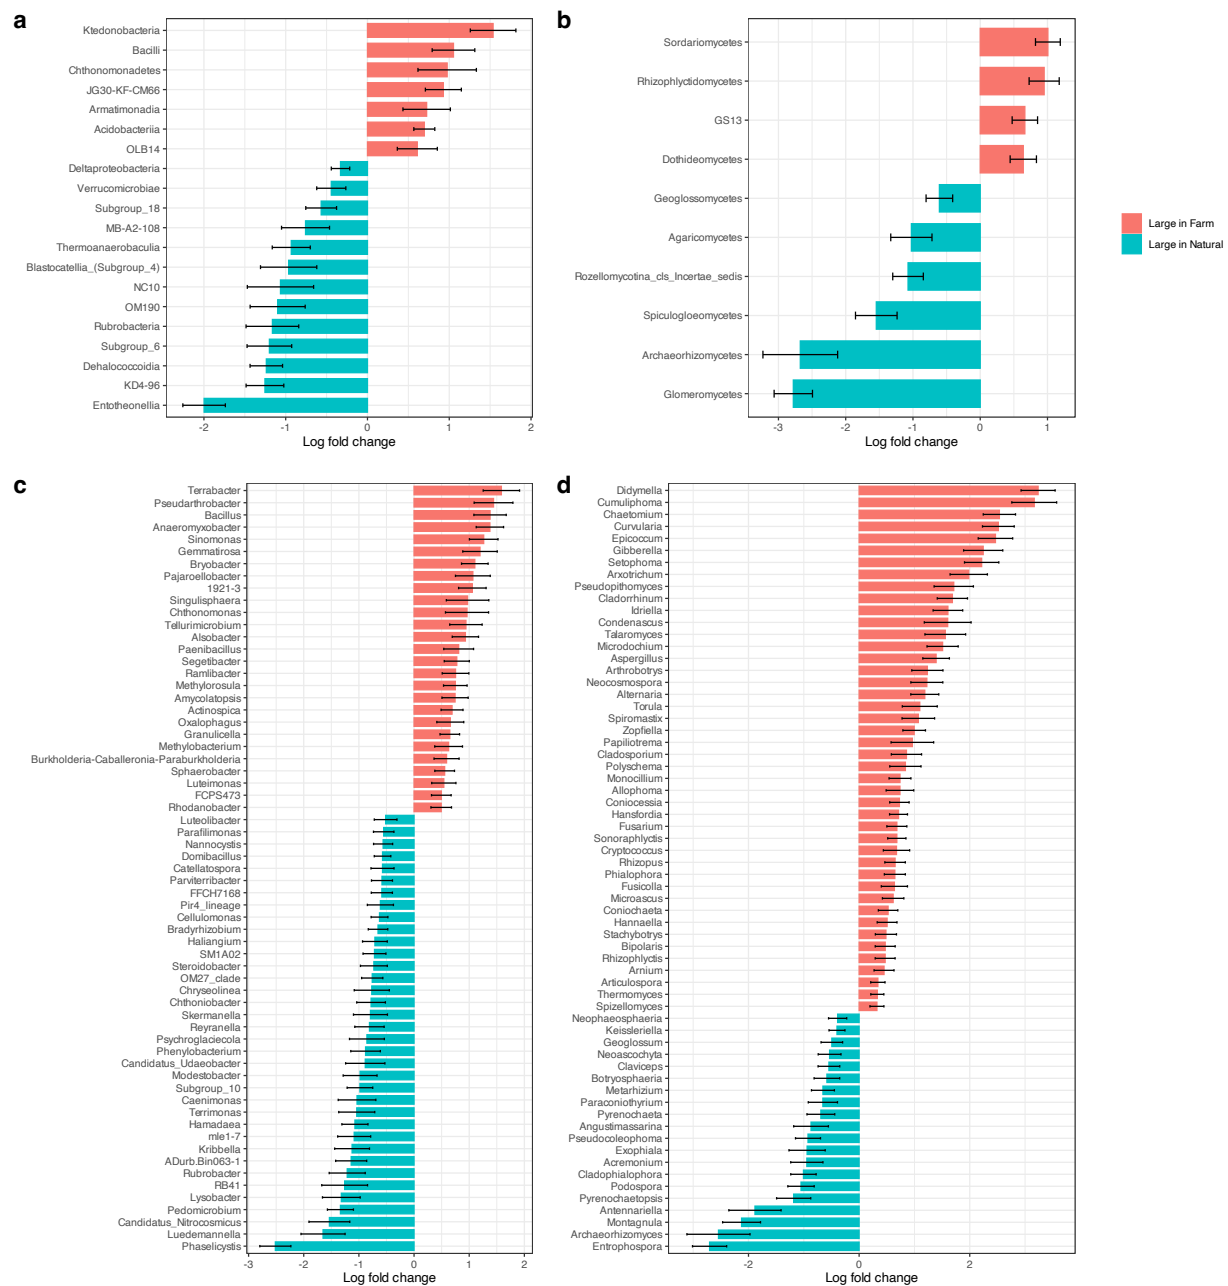 a
Ktedonobacteria
Bacilli
Chthonomonadetes
JG30-KF-CM66
Armatimonadia
Acidobacteriia
OLB14
Deltaproteobacteria
Verrucomicrobiae
Subgroup_18
MB-A2-108
Thermoanaerobaculia
Blastocatellia_(Subgroup_4)
NC10
OM190
Rubrobacteria
Subgroup_6
Dehalococcoidia
KD4-96
Entotheonellia
-2 -1 0 1 2
Log fold change
b
Sordariomycetes
Rhizophlyctidomycetes
GS13
Dothideomycetes
Geoglossomycetes
Agaricomycetes
Rozellomycotina_cls_Incertae_sedis
Spiculogloeomycetes
Archaeorhizomycetes
Glomeromycetes
-3 -2 -1 0 1
Log fold change
Large in Farm
Large in Natural
c
Terrabacter
Pseudarthrobacter
Bacillus
Anaeromyxobacter
Sinomonas
Gemmatirosa
Bryobacter
Pajaroellobacter
1921-3
Singulisphaera
Chthonomonas
Tellurimicrobium
Alsobacter
Paenibacillus
Segetibacter
Ramlibacter
Methylorosula
Amycolatopsis
Actinospica
Oxalophagus
Granulicella
Methylobacterium
Burkholderia-Caballeronia-Paraburkholderia
Sphaerobacter
Luteimonas
FCPS473
Rhodanobacter
Luteolibacter
Parafilimonas
Nannocystis
Domibacillus
Catellatospora
Parviterribacter
FFCH7168
Pir4_lineage
Cellulomonas
Bradyrhizobium
Haliangium
SM1A02
Steroidobacter
OM27_clade
Chryseolinea
Chthoniobacter
Skermanella
Reyranella
Psychroglaciecola
Phenylobacterium
Candidatus_Udaeobacter
Modestobacter
Subgroup_10
Caenimonas
Terrimonas
Hamadaea
mle1-7
Kribbella
ADurb.Bin063-1
Rubrobacter
RB41
Lysobacter
Pedomicrobium
Candidatus_Nitrocosmicus
Luedemannella
Phaselicystis
-3 -2 -1 0 1 2
Log fold change
d
Didymella
Cumuliphoma
Chaetomium
Curvularia
Epicoccum
Gibberella
Setophoma
Arxotrichum
Pseudopithomyces
Cladorrhinum
Idriella
Condenascus
Talaromyces
Microdochium
Aspergillus
Arthrobotrys
Neocosmospora
Alternaria
Torula
Spiromastix
Zopfiella
Papiliotrema
Cladosporium
Polyschema
Monocillium
Allophoma
Coniocessia
Hansfordia
Fusarium
Sonoraphlyctis
Cryptococcus
Rhizopus
Phialophora
Fusicolla
Microascus
Coniochaeta
Hannaella
Stachybotrys
Bipolaris
Rhizophlyctis
Arnium
Articulospora
Thermomyces
Spizellomyces
Neophaeosphaeria
Keissleriella
Geoglossum
Neoascochyta
Claviceps
Botryosphaeria
Metarhizium
Paraconiothyrium
Pyrenochaeta
Angustimassarina
Pseudocoleophoma
Exophiala
Acremonium
Cladophialophora
Podospora
Pyrenochaetopsis
Antennariella
Montagnula
Archaeorhizomyces
Entrophospora
-2 0 2
Log fold change